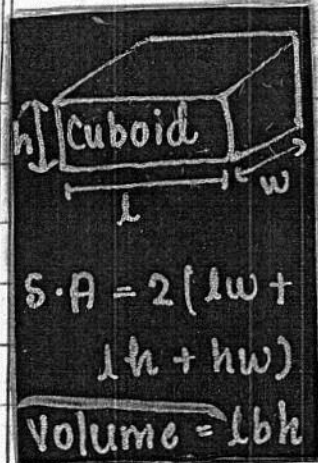 h Cuboid
l
w
S.A = 2(lw +
lh + hw)
Volume = lbh